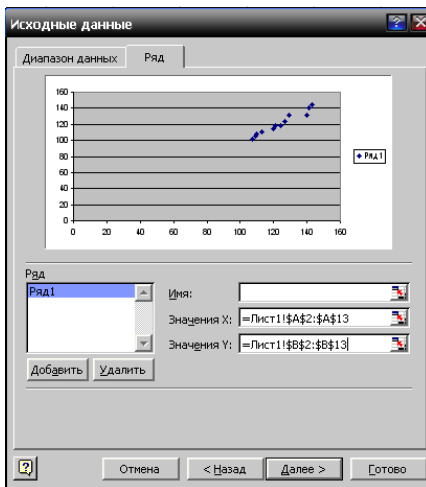 Исходные данные
Диапазон данных Ряд
160
140
120
100
80
60
40
20
0
0 20 40 60 80 100 120 140 160
Ряд1
Ряд
Ряд1
Имя:
Значения X: =Лист1!$A$2:$A$13
Значения Y: =Лист1!$B$2:$B$13
Добавить Удалить
Отмена < Назад Далее > Готово